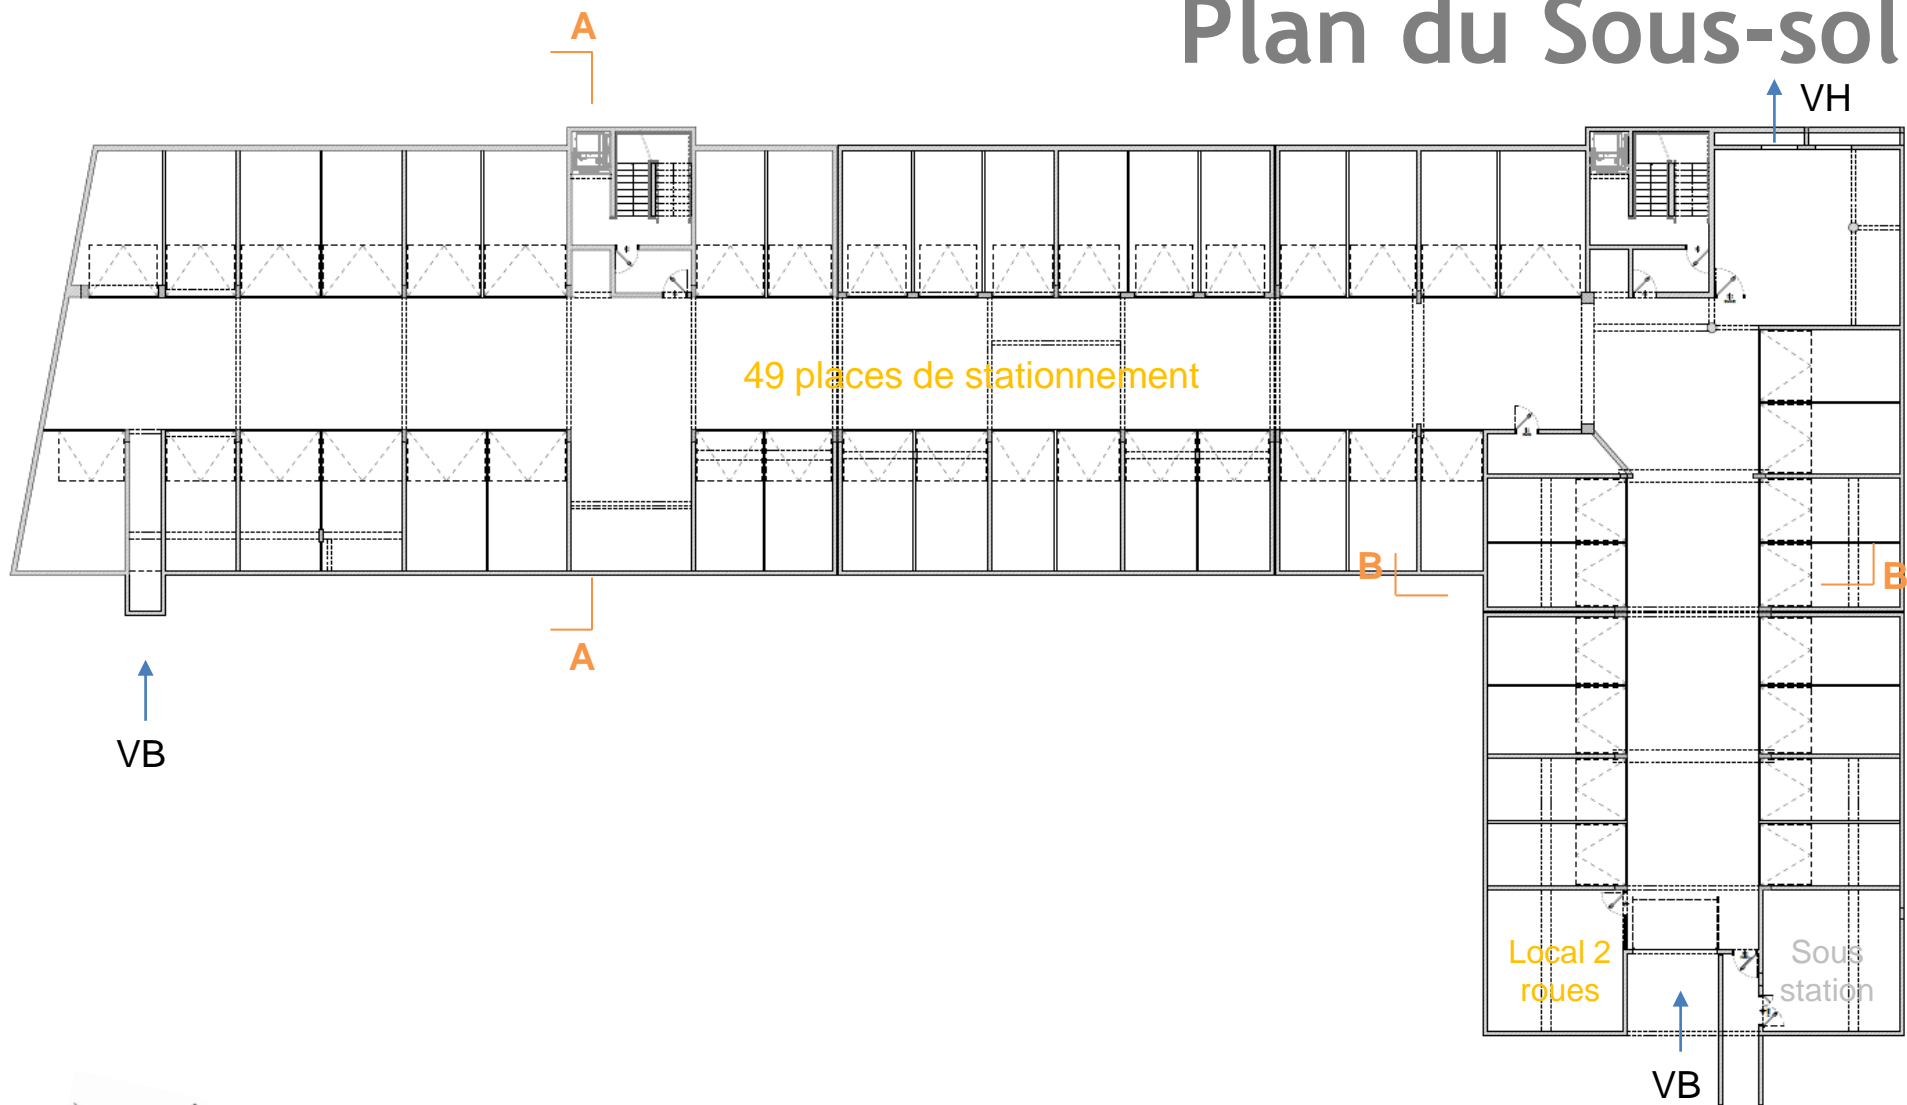 Plan du Sous-sol
A
VH
49 places de stationnement
B
B
A
VB
Local 2
roues
Sous
station
VB